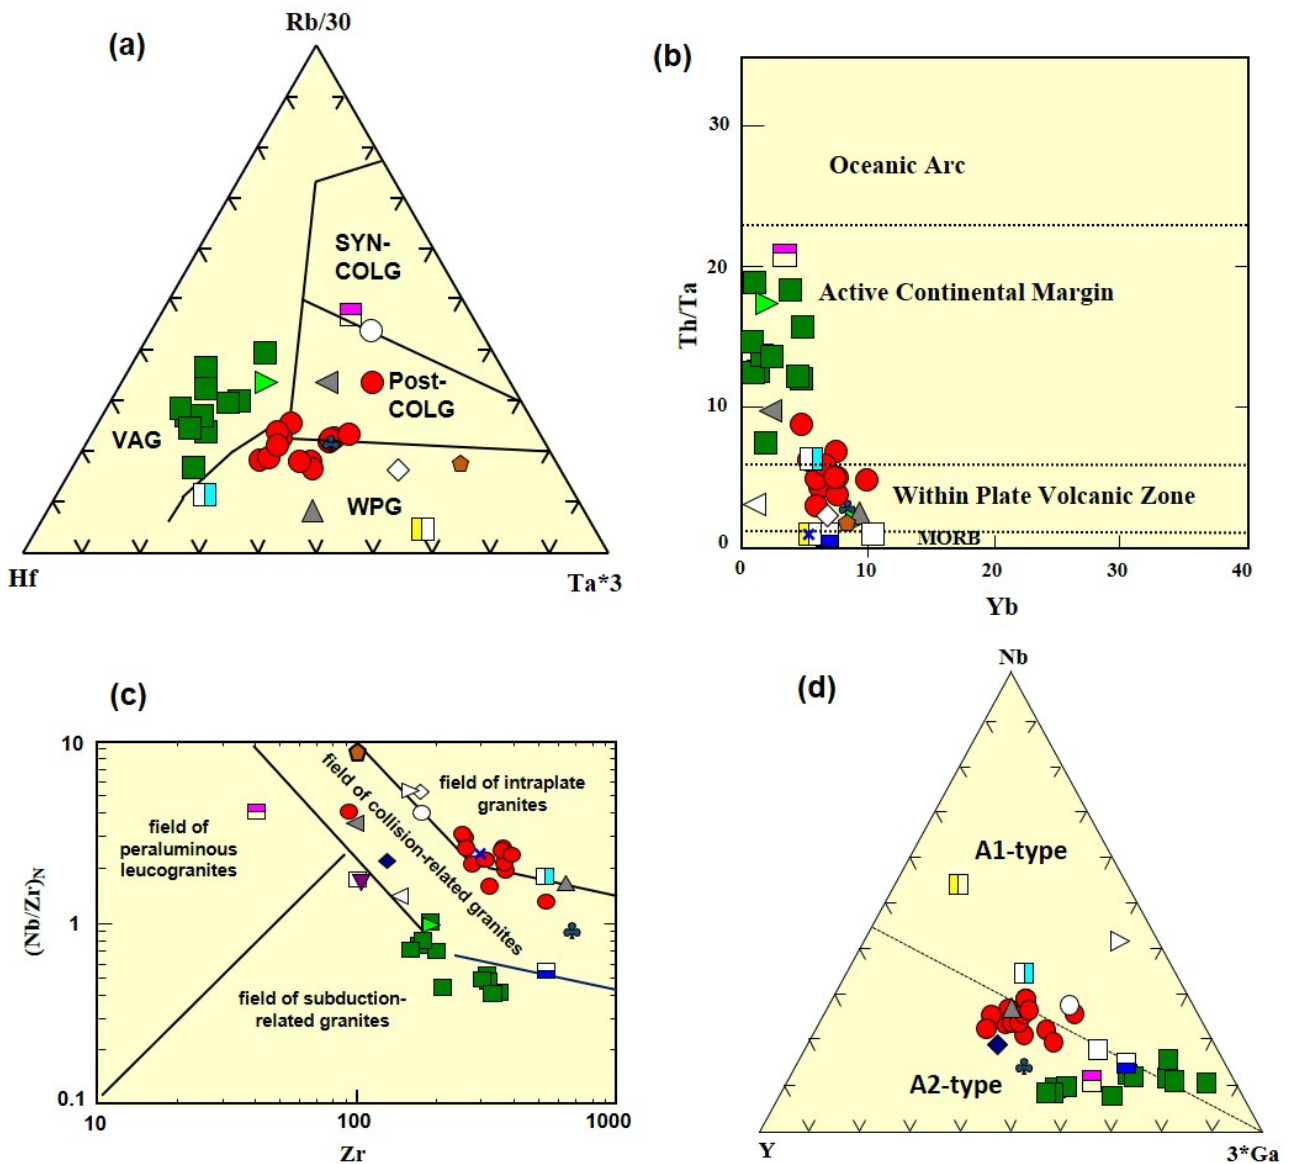 (a)
Rb/30
SYN-
COLG
Post-
COLG
VAG
WPG
Hf
Ta*3
(b)
Th/Ta
30
20
10
0
Oceanic Arc
Active Continental Margin
Within Plate Volcanic Zone
MORB
0
10
20
30
40
Yb
(c)
(Nb/Zr)N
10
1
0.1
field of
peraluminous
leucogranites
field of collision-related granites
field of intraplate
granites
field of subduction-
related granites
10
100
1000
Zr
(d)
Nb
A1-type
A2-type
Y
3*Ga